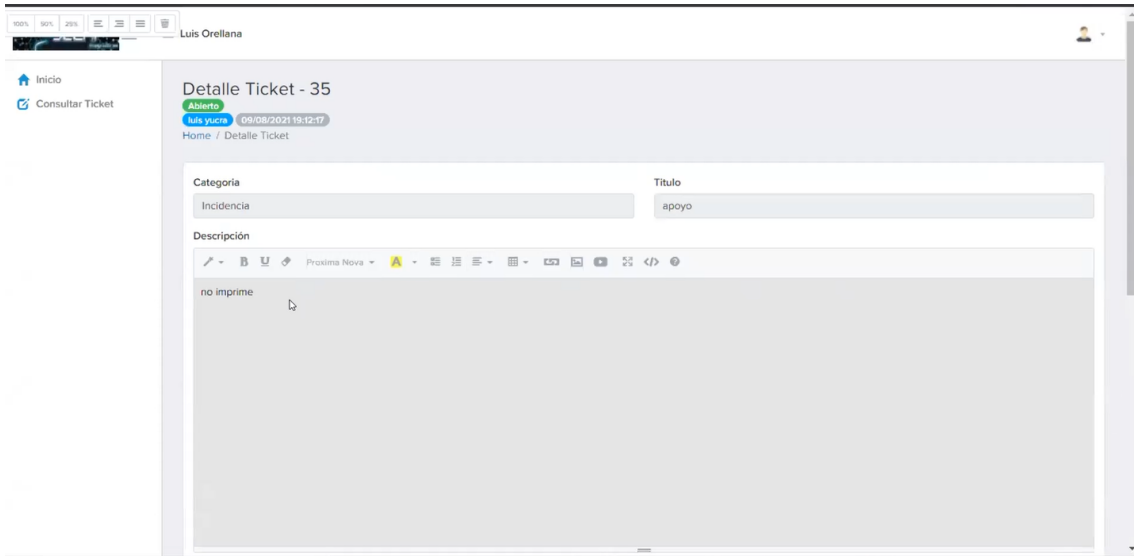 100% 50% 25%
Luis Orellana
Inicio
Consultar Ticket
Detalle Ticket - 35
Abierto
luis yucra 09/08/2021 19:12:17
Home / Detalle Ticket
Categoria Titulo
Incidencia apoyo
Descripción
B U Proxima Nova A
no imprime